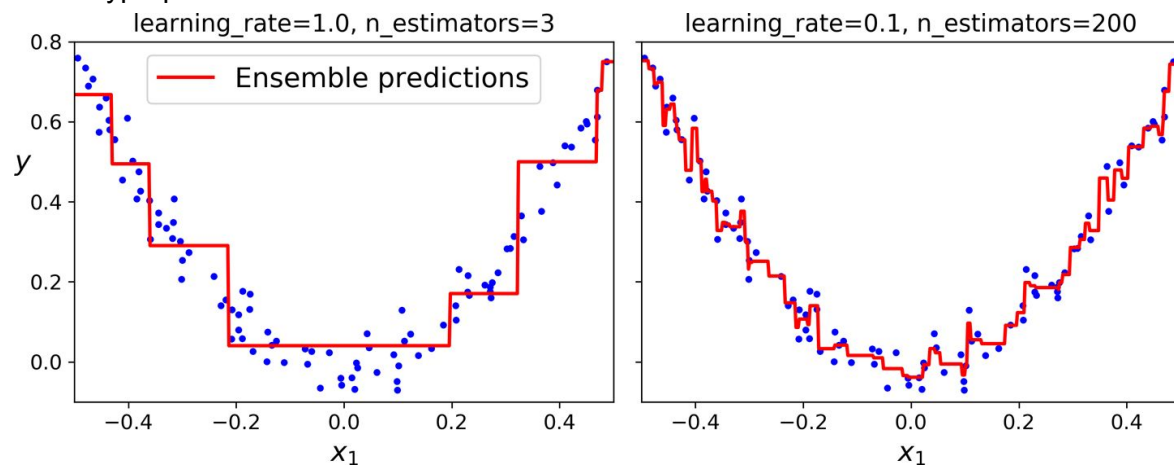 learning_rate=1.0, n_estimators=3
learning_rate=0.1, n_estimators=200
Ensemble predictions
y
0.8
0.6
0.4
0.2
0.0
−0.4 −0.2 0.0 0.2 0.4
−0.4 −0.2 0.0 0.2 0.4
x₁
x₁